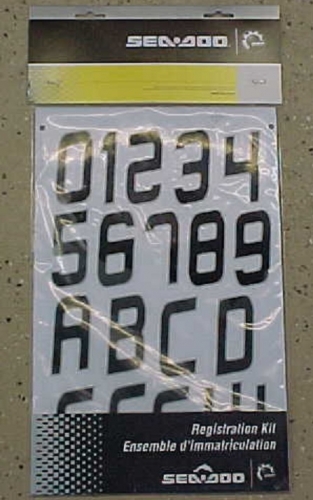 SEA-DOO
01234
56789
ABCD
Registration Kit
Ensemble d'immatriculation
SEA-DOO